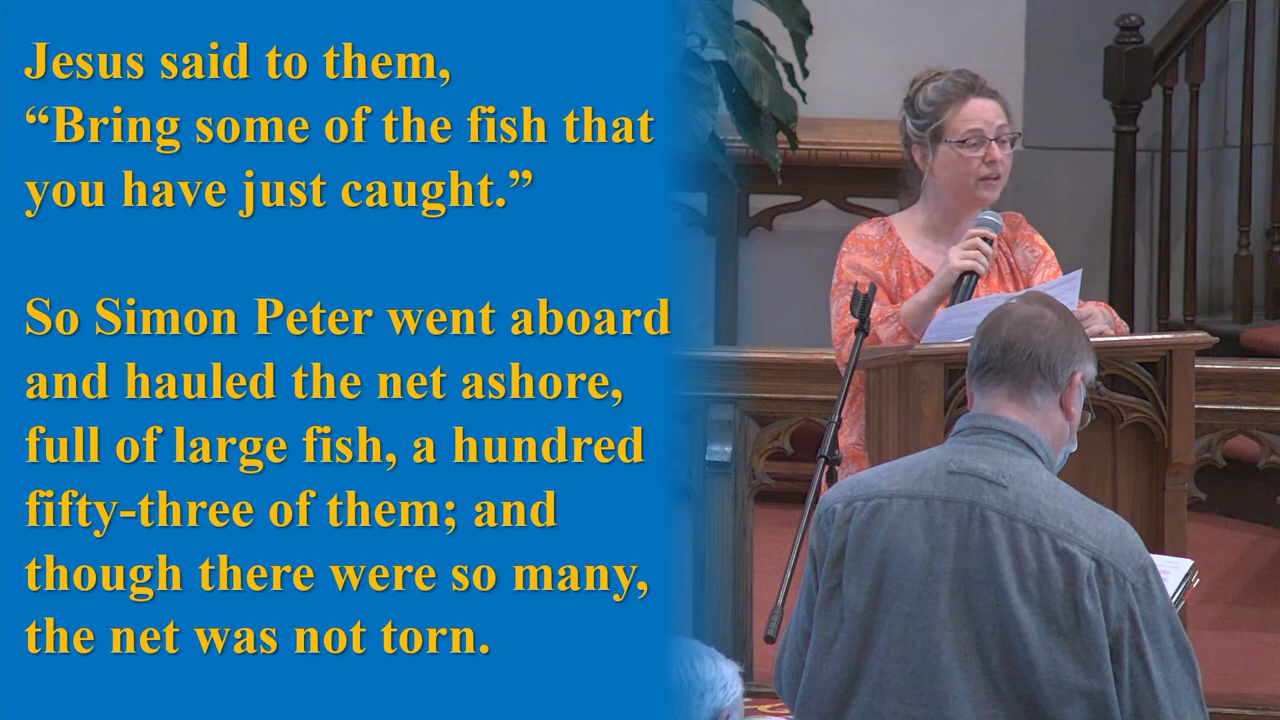 Jesus said to them,
“Bring some of the fish that
you have just caught.”
So Simon Peter went aboard
and hauled the net ashore,
full of large fish, a hundred
fifty-three of them; and
though there were so many,
the net was not torn.